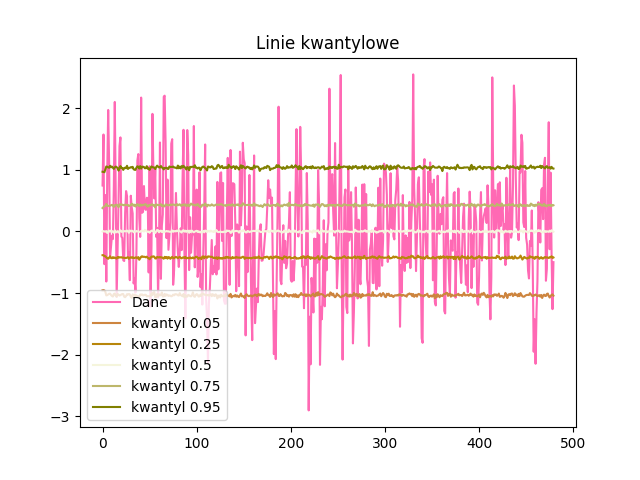 Linie kwantylowe
2
1
0
−1
−2
−3
0
100
200
300
400
500
Dane
kwantyl 0.05
kwantyl 0.25
kwantyl 0.5
kwantyl 0.75
kwantyl 0.95